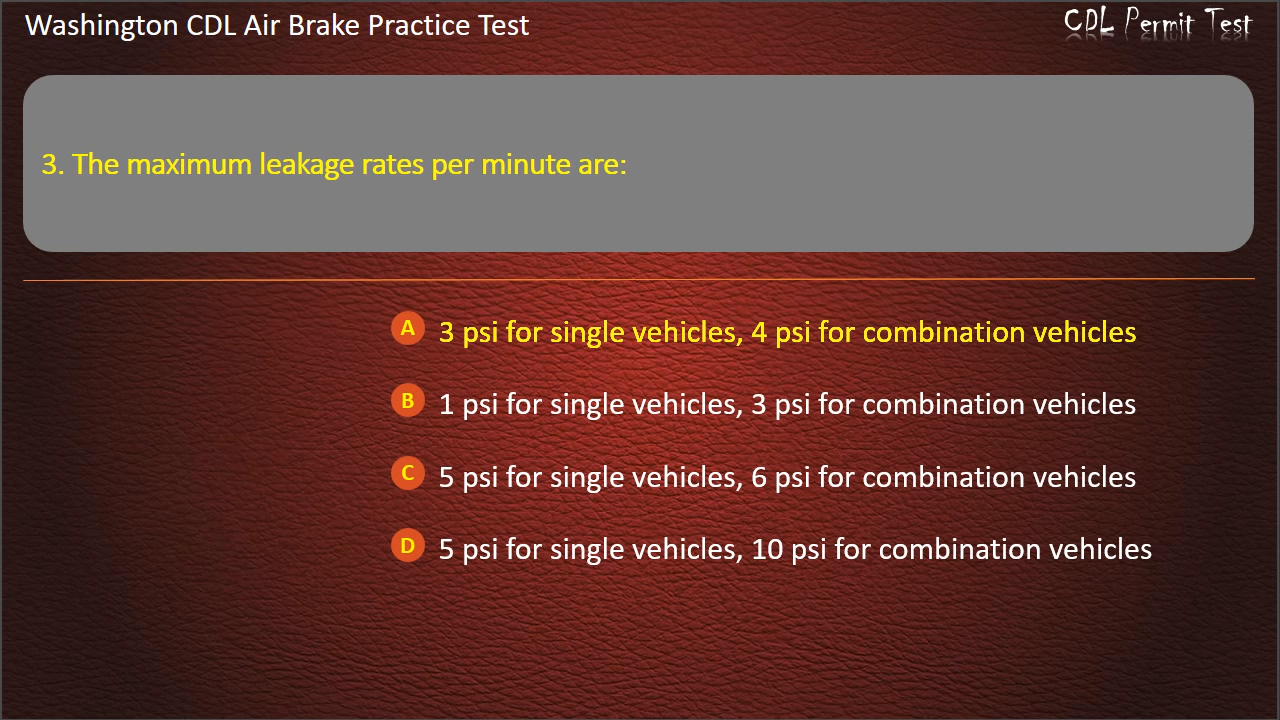 Washington CDL Air Brake Practice Test
CDL Permit Test
3. The maximum leakage rates per minute are:
A 3 psi for single vehicles, 4 psi for combination vehicles
B 1 psi for single vehicles, 3 psi for combination vehicles
C 5 psi for single vehicles, 6 psi for combination vehicles
D 5 psi for single vehicles, 10 psi for combination vehicles